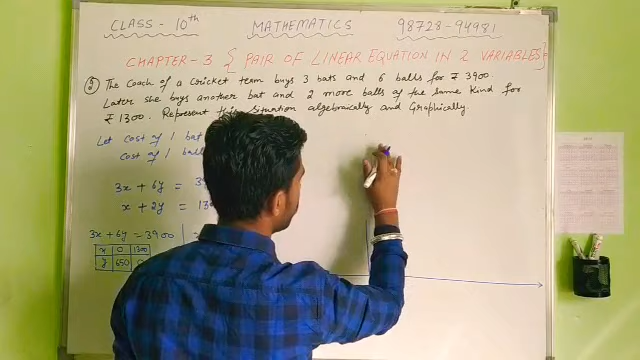 CLASS - 10th MATHEMATICS 98728-94981
CHAPTER-3 { PAIR OF LINEAR EQUATION IN 2 VARIABLES}
Q The Coach of a cricket team buys 3 bats and 6 balls for ₹ 3900.
Later she buys another bat and 2 more balls of the same kind for
₹ 1300. Represent this situation algebraically and Graphically.
Let cost of 1 bat
cost of 1 ball
3x + 6y = 39
x + 2y = 13
3x + 6y = 3900
x 0 1300
y 650 0